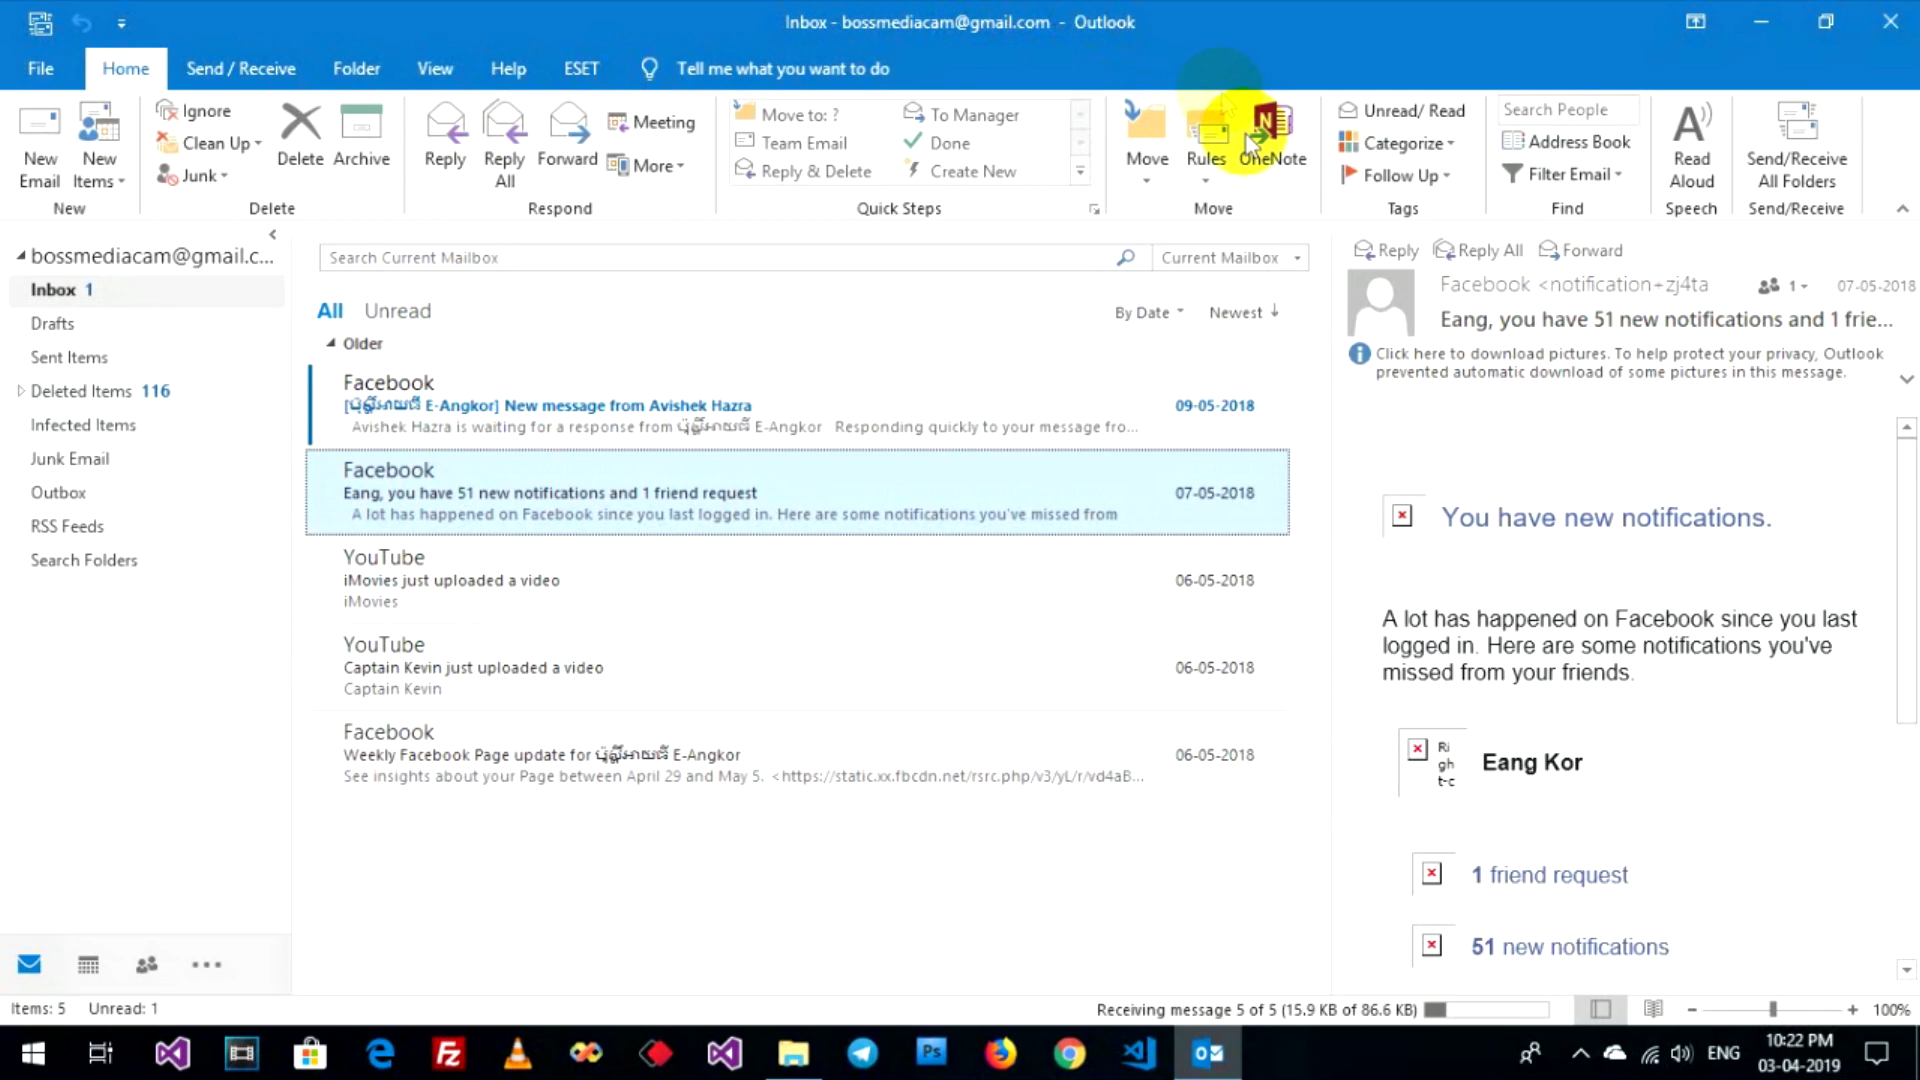 Inbox - bossmediacam@gmail.com - Outlook
File Home Send / Receive Folder View Help ESET Tell me what you want to do
New Email
New Items
New
Ignore
Clean Up
Junk
Delete
Archive
Delete
Reply
Reply All
Forward
Meeting
More
Respond
Move to: ?
Team Email
Reply & Delete
To Manager
Done
Create New
Quick Steps
Move
Rules
OneNote
Move
Unread/ Read
Categorize
Follow Up
Tags
Search People
Address Book
Filter Email
Find
Read Aloud
Speech
Send/Receive All Folders
Send/Receive
bossmediacam@gmail.c...
Inbox 1
Drafts
Sent Items
Deleted Items 116
Infected Items
Junk Email
Outbox
RSS Feeds
Search Folders
Search Current Mailbox
Current Mailbox
All Unread
By Date Newest
Older
Facebook
E-Angkor] New message from Avishek Hazra 09-05-2018
Avishek Hazra is waiting for a response from E-Angkor Responding quickly to your message fro...
Facebook
Eang, you have 51 new notifications and 1 friend request 07-05-2018
A lot has happened on Facebook since you last logged in. Here are some notifications you've missed from
YouTube
iMovies just uploaded a video 06-05-2018
iMovies
YouTube
Captain Kevin just uploaded a video 06-05-2018
Captain Kevin
Facebook
Weekly Facebook Page update for E-Angkor 06-05-2018
See insights about your Page between April 29 and May 5. <https://static.xx.fbcdn.net/rsrc.php/v3/yL/r/vd4aB...
Reply Reply All Forward
Facebook <notification+zj4ta 1 07-05-2018
Eang, you have 51 new notifications and 1 frie...
Click here to download pictures. To help protect your privacy, Outlook
prevented automatic download of some pictures in this message.
You have new notifications.
A lot has happened on Facebook since you last
logged in. Here are some notifications you've
missed from your friends.
Ri
gh
t-c
Eang Kor
1 friend request
51 new notifications
Items: 5 Unread: 1
Receiving message 5 of 5 (15.9 KB of 86.6 KB)
100%
Fz
Ps
ENG
10:22 PM
03-04-2019